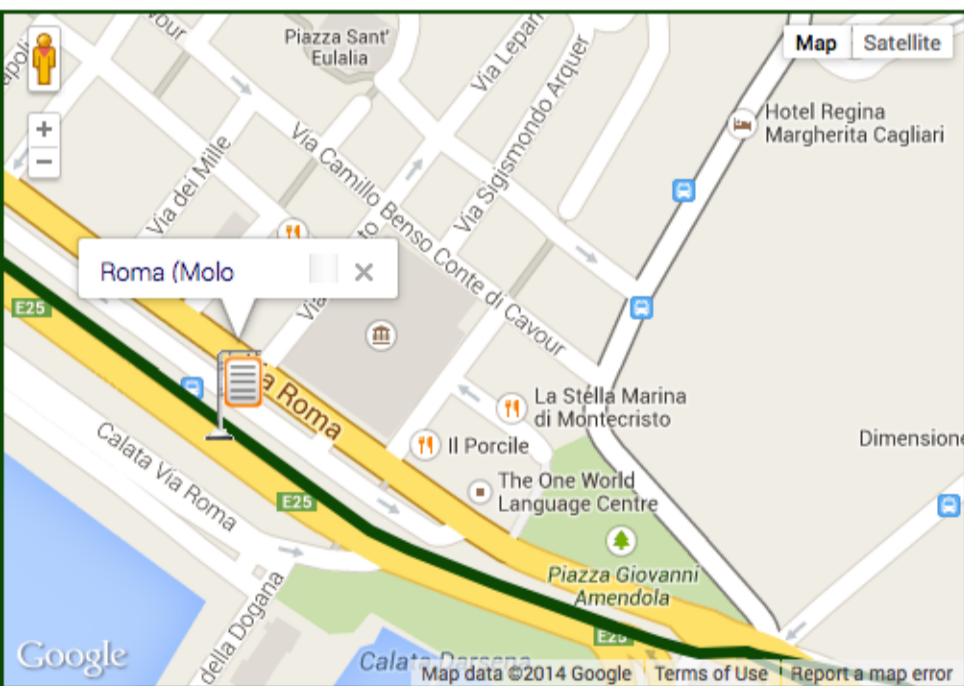 Map
Satellite
Piazza Sant'
Eulalia
Via Lepan
vour
apoli
Via Sigismondo Arquer
Hotel Regina
Margherita Cagliari
Via dei Mille
Via Camillo Benso Conte di Cavour
Roma (Molo
E25
a Roma
La Stella Marina
di Montecristo
Il Porcile
Dimensione
The One World
Language Centre
Calata Via Roma
E25
Piazza Giovanni
Amendola
E25
della Dogana
Google
Calata Darsena
Map data ©2014 Google
Terms of Use
Report a map error